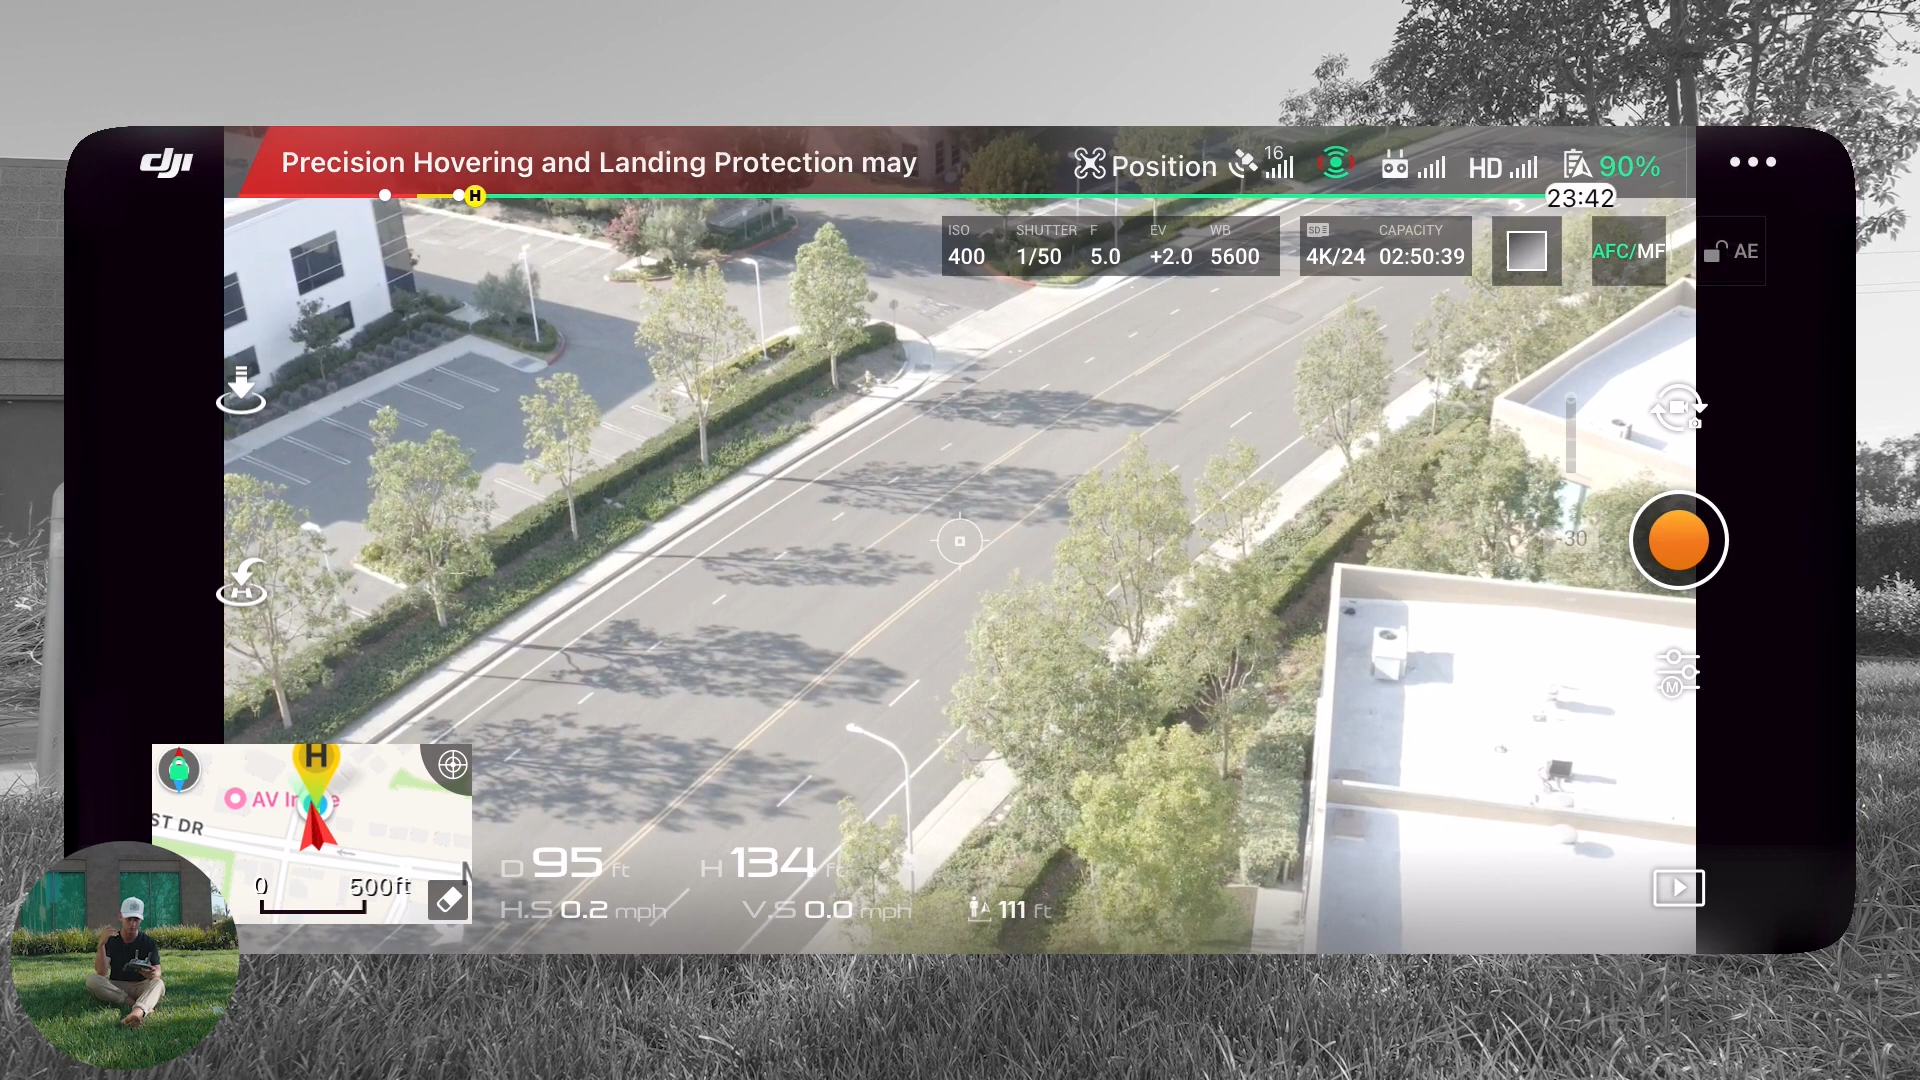 dji
Precision Hovering and Landing Protection may
Position
16
HD
90%
H
23:42
ISO
400
SHUTTER
1/50
F
5.0
EV
+2.0
WB
5600
SD
4K/24
CAPACITY
02:50:39
AFC/MF
AE
-30
M
H
AV
ST DR
0
500ft
N
D 95 ft
H 134 ft
H.S 0.2 mph
V.S 0.0 mph
111 ft